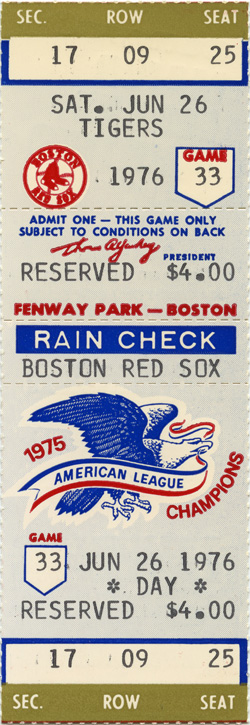 SEC. ROW SEAT
17 09 25
SAT. JUN 26
TIGERS
BOSTON RED SOX
1976
GAME
33
ADMIT ONE — THIS GAME ONLY
SUBJECT TO CONDITIONS ON BACK
PRESIDENT
RESERVED $4.00
FENWAY PARK — BOSTON
RAIN CHECK
BOSTON RED SOX
1975
AMERICAN LEAGUE
CHAMPIONS
GAME
33 JUN 26 1976
* DAY *
RESERVED $4.00
17 09 25
SEC. ROW SEAT